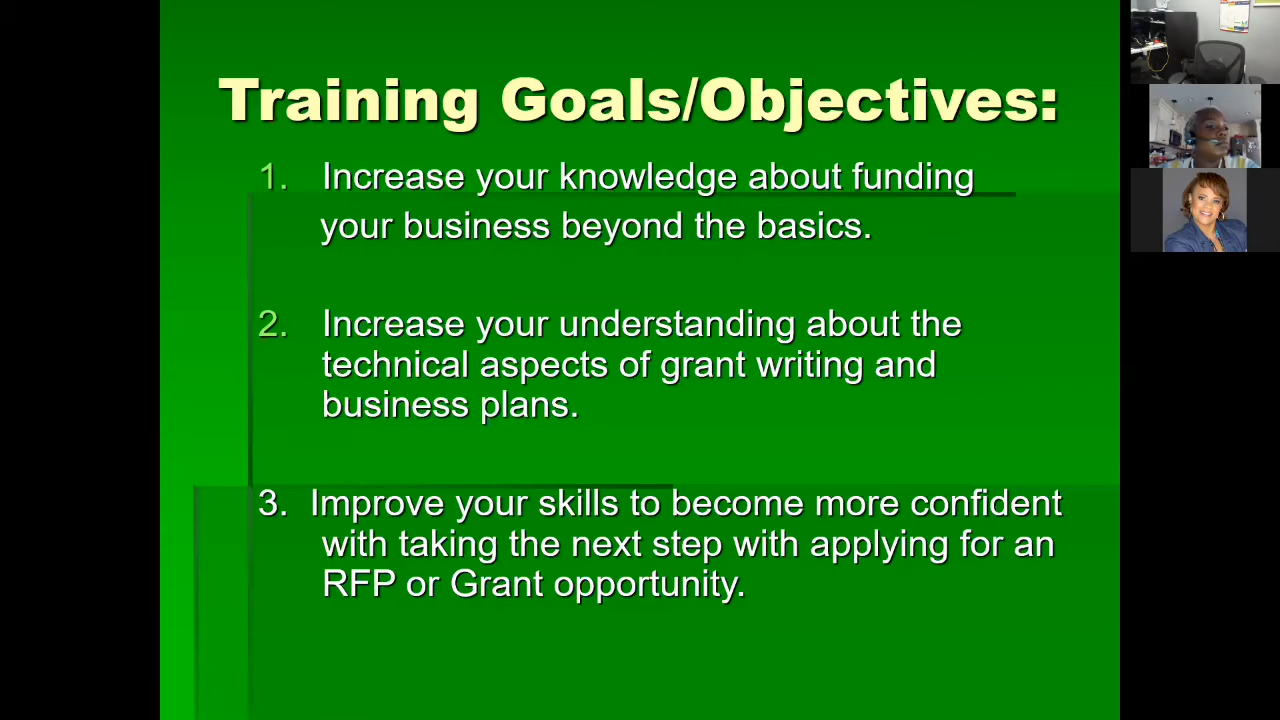 Training Goals/Objectives:
1. Increase your knowledge about funding
your business beyond the basics.
2. Increase your understanding about the
technical aspects of grant writing and
business plans.
3. Improve your skills to become more confident
with taking the next step with applying for an
RFP or Grant opportunity.